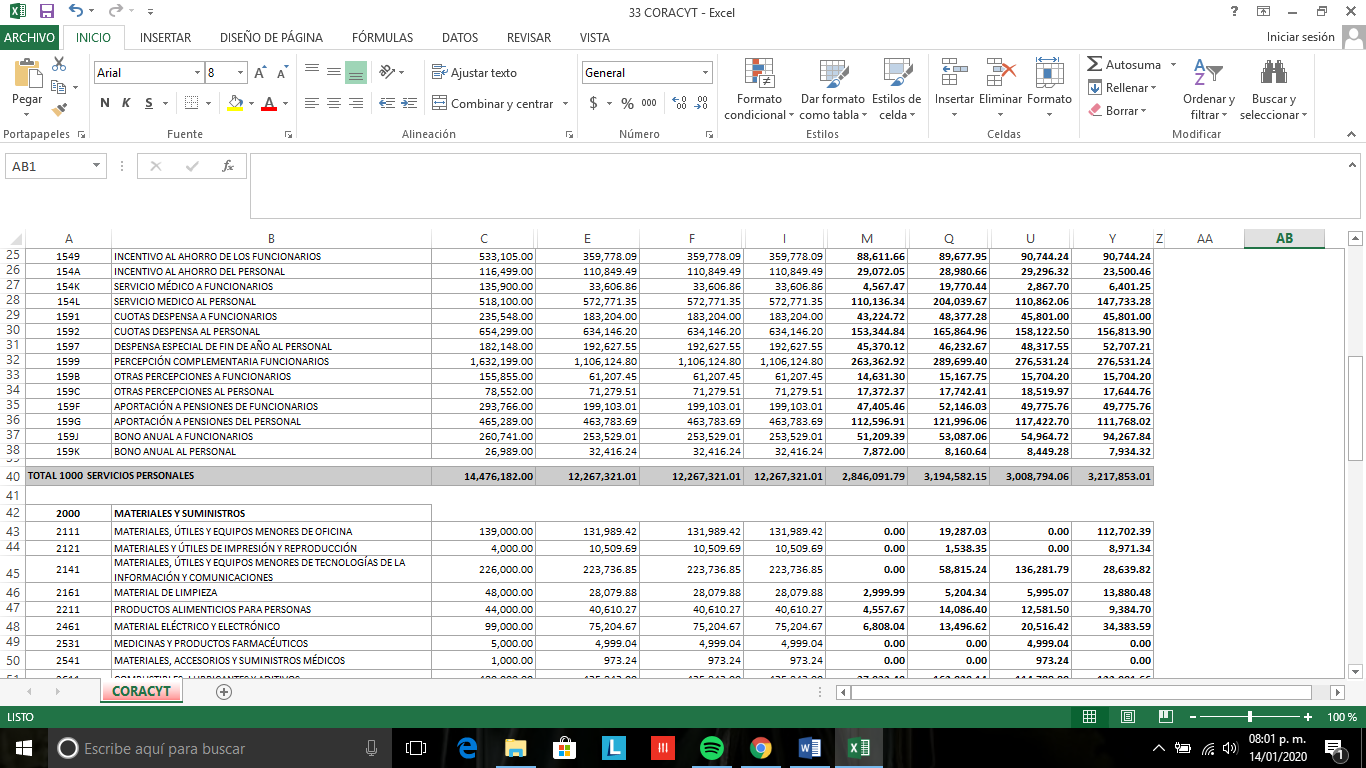 33 CORACYT - Excel
ARCHIVO INICIO INSERTAR DISEÑO DE PÁGINA FÓRMULAS DATOS REVISAR VISTA Iniciar sesión
Arial 8 Ajustar texto General Autosuma
Pegar N K S Combinar y centrar $ % 000 Formato condicional Dar formato como tabla Estilos de celda Insertar Eliminar Formato Rellenar Borrar Ordenar y filtrar Buscar y seleccionar
Portapapeles Fuente Alineación Número Estilos Celdas Modificar
AB1 fx
A B C E F I M Q U Y Z AA AB
25 1549 INCENTIVO AL AHORRO DE LOS FUNCIONARIOS 533,105.00 359,778.09 359,778.09 359,778.09 88,611.66 89,677.95 90,744.24 90,744.24
26 154A INCENTIVO AL AHORRO DEL PERSONAL 116,499.00 110,849.49 110,849.49 110,849.49 29,072.05 28,980.66 29,296.32 23,500.46
27 154K SERVICIO MÉDICO A FUNCIONARIOS 135,900.00 33,606.86 33,606.86 33,606.86 4,567.47 19,770.44 2,867.70 6,401.25
28 154L SERVICIO MEDICO AL PERSONAL 518,100.00 572,771.35 572,771.35 572,771.35 110,136.34 204,039.67 110,862.06 147,733.28
29 1591 CUOTAS DESPENSA A FUNCIONARIOS 235,548.00 183,204.00 183,204.00 183,204.00 43,224.72 48,377.28 45,801.00 45,801.00
30 1592 CUOTAS DESPENSA AL PERSONAL 654,299.00 634,146.20 634,146.20 634,146.20 153,344.84 165,864.96 158,122.50 156,813.90
31 1597 DESPENSA ESPECIAL DE FIN DE AÑO AL PERSONAL 182,148.00 192,627.55 192,627.55 192,627.55 45,370.12 46,232.67 48,317.55 52,707.21
32 1599 PERCEPCIÓN COMPLEMENTARIA FUNCIONARIOS 1,632,199.00 1,106,124.80 1,106,124.80 1,106,124.80 263,362.92 289,699.40 276,531.24 276,531.24
33 159B OTRAS PERCEPCIONES A FUNCIONARIOS 155,855.00 61,207.45 61,207.45 61,207.45 14,631.30 15,167.75 15,704.20 15,704.20
34 159C OTRAS PERCEPCIONES AL PERSONAL 78,552.00 71,279.51 71,279.51 71,279.51 17,372.37 17,742.41 18,519.97 17,644.76
35 159F APORTACIÓN A PENSIONES DE FUNCIONARIOS 293,766.00 199,103.01 199,103.01 199,103.01 47,405.46 52,146.03 49,775.76 49,775.76
36 159G APORTACIÓN A PENSIONES DEL PERSONAL 465,289.00 463,783.69 463,783.69 463,783.69 112,596.91 121,996.06 117,422.70 111,768.02
37 159J BONO ANUAL A FUNCIONARIOS 260,741.00 253,529.01 253,529.01 253,529.01 51,209.39 53,087.06 54,964.72 94,267.84
38 159K BONO ANUAL AL PERSONAL 26,989.00 32,416.24 32,416.24 32,416.24 7,872.00 8,160.64 8,449.28 7,934.32
40 TOTAL 1000 SERVICIOS PERSONALES 14,476,182.00 12,267,321.01 12,267,321.01 12,267,321.01 2,846,091.79 3,194,582.15 3,008,794.06 3,217,853.01
41
42 2000 MATERIALES Y SUMINISTROS
43 2111 MATERIALES, ÚTILES Y EQUIPOS MENORES DE OFICINA 139,000.00 131,989.42 131,989.42 131,989.42 0.00 19,287.03 0.00 112,702.39
44 2121 MATERIALES Y ÚTILES DE IMPRESIÓN Y REPRODUCCIÓN 4,000.00 10,509.69 10,509.69 10,509.69 0.00 1,538.35 0.00 8,971.34
45 2141 MATERIALES, ÚTILES Y EQUIPOS MENORES DE TECNOLOGÍAS DE LA INFORMACIÓN Y COMUNICACIONES 226,000.00 223,736.85 223,736.85 223,736.85 0.00 58,815.24 136,281.79 28,639.82
46 2161 MATERIAL DE LIMPIEZA 48,000.00 28,079.88 28,079.88 28,079.88 2,999.99 5,204.34 5,995.07 13,880.48
47 2211 PRODUCTOS ALIMENTICIOS PARA PERSONAS 44,000.00 40,610.27 40,610.27 40,610.27 4,557.67 14,086.40 12,581.50 9,384.70
48 2461 MATERIAL ELÉCTRICO Y ELECTRÓNICO 99,000.00 75,204.67 75,204.67 75,204.67 6,808.04 13,496.62 20,516.42 34,383.59
49 2531 MEDICINAS Y PRODUCTOS FARMACÉUTICOS 5,000.00 4,999.04 4,999.04 4,999.04 0.00 0.00 4,999.04 0.00
50 2541 MATERIALES, ACCESORIOS Y SUMINISTROS MÉDICOS 1,000.00 973.24 973.24 973.24 0.00 0.00 973.24 0.00
CORACYT
LISTO 100 %
Escribe aquí para buscar 08:01 p. m.
14/01/2020